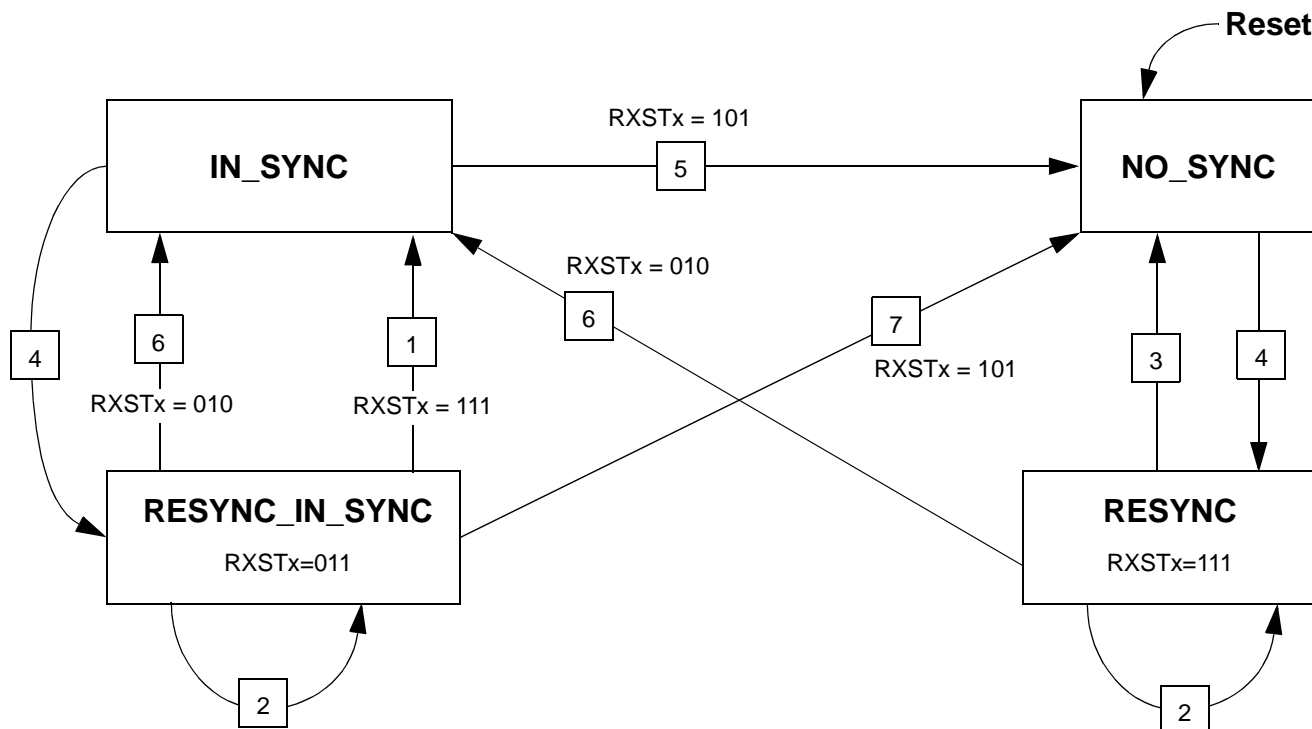 Reset
RXSTx = 101
IN_SYNC
5
NO_SYNC
RXSTx = 010
6
7
4
6
1
3
4
RXSTx = 101
RXSTx = 010
RXSTx = 111
RESYNC_IN_SYNC
RESYNC
RXSTx=011
RXSTx=111
2
2